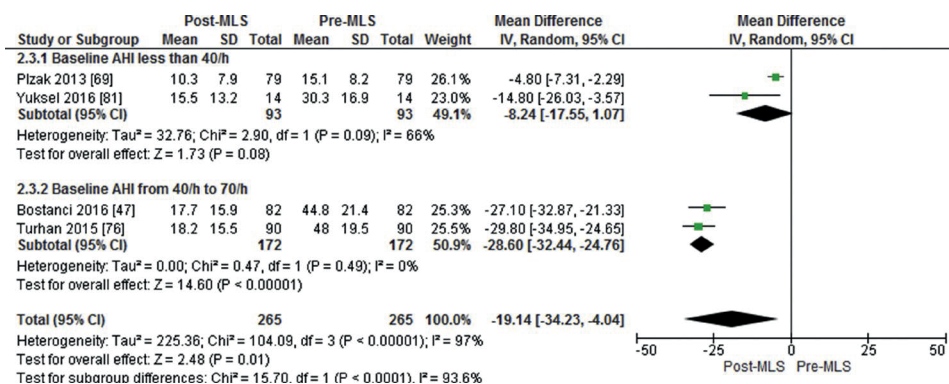 Post-MLS Pre-MLS Mean Difference Mean Difference
Study or Subgroup Mean SD Total Mean SD Total Weight IV, Random, 95% CI IV, Random, 95% CI
2.3.1 Baseline AHI less than 40/h
Plzak 2013 [69] 10.3 7.9 79 15.1 8.2 79 26.1% -4.80 [-7.31, -2.29]
Yuksel 2016 [81] 15.5 13.2 14 30.3 16.9 14 23.0% -14.80 [-26.03, -3.57]
Subtotal (95% CI) 93 93 49.1% -8.24 [-17.55, 1.07]
Heterogeneity: Tau² = 32.76; Chi² = 2.90, df = 1 (P = 0.09); I² = 66%
Test for overall effect: Z = 1.73 (P = 0.08)
2.3.2 Baseline AHI from 40/h to 70/h
Bostanci 2016 [47] 17.7 15.9 82 44.8 21.4 82 25.3% -27.10 [-32.87, -21.33]
Turhan 2015 [76] 18.2 15.5 90 48 19.5 90 25.5% -29.80 [-34.95, -24.65]
Subtotal (95% CI) 172 172 50.9% -28.60 [-32.44, -24.76]
Heterogeneity: Tau² = 0.00; Chi² = 0.47, df = 1 (P = 0.49); I² = 0%
Test for overall effect: Z = 14.60 (P < 0.00001)
Total (95% CI) 265 265 100.0% -19.14 [-34.23, -4.04]
Heterogeneity: Tau² = 225.36; Chi² = 104.09, df = 3 (P < 0.00001); I² = 97%
Test for overall effect: Z = 2.48 (P = 0.01)
Test for subgroup differences: Chi² = 15.70, df = 1 (P < 0.0001), I² = 93.6%
-50 -25 0 25 50
Post-MLS Pre-MLS